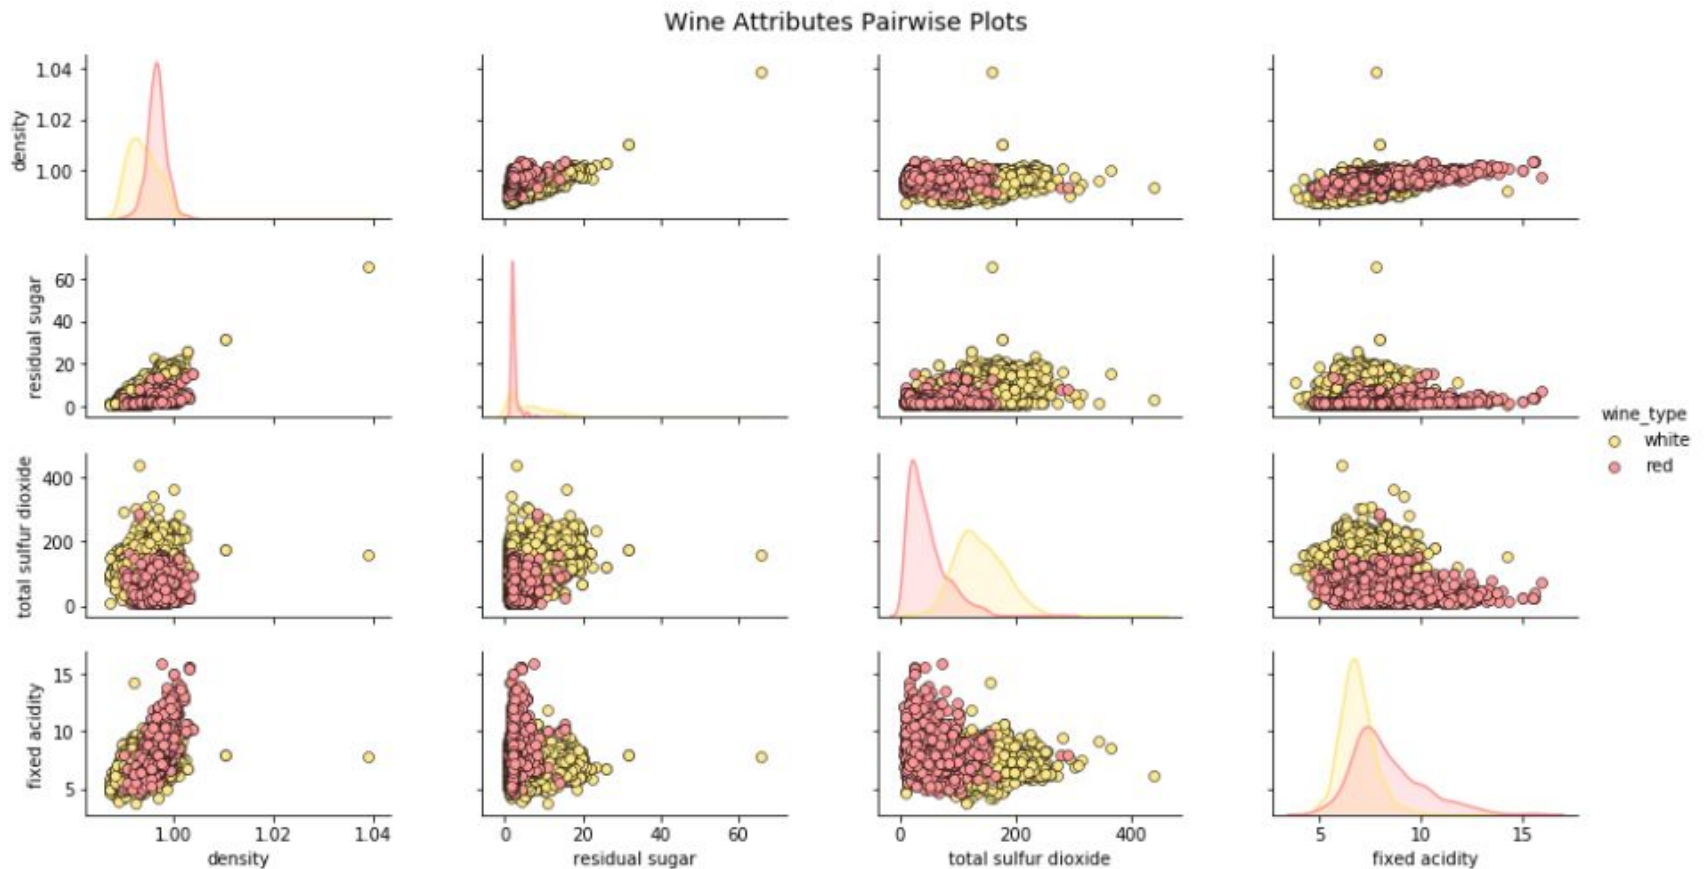 Wine Attributes Pairwise Plots
1.04
1.02
1.00
density
60
40
20
0
residual sugar
400
200
0
total sulfur dioxide
15
10
5
fixed acidity
1.00 1.02 1.04
density
0 20 40 60
residual sugar
0 200 400
total sulfur dioxide
5 10 15
fixed acidity
wine_type
white
red